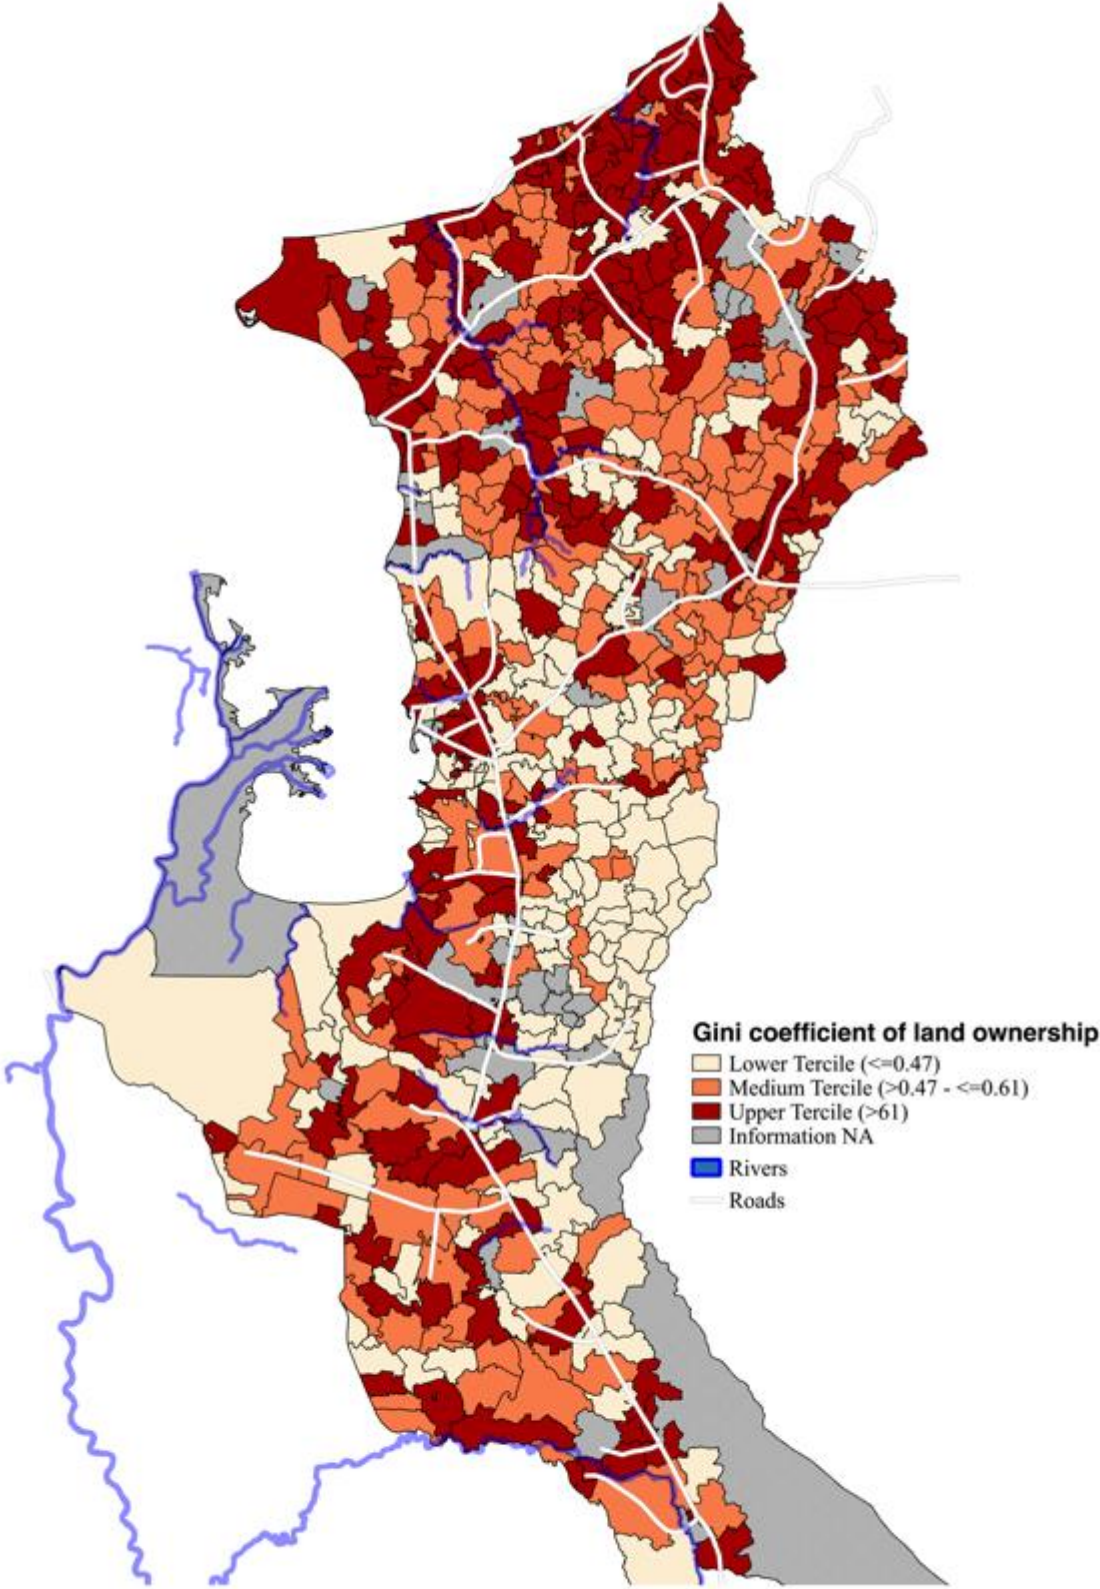 Gini coefficient of land ownership
Lower Tercile (<=0.47)
Medium Tercile (>0.47 - <=0.61)
Upper Tercile (>61)
Information NA
Rivers
Roads